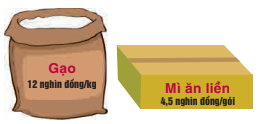 Gạo
12 nghìn đồng/kg
Mì ăn liền
4,5 nghìn đồng/gói